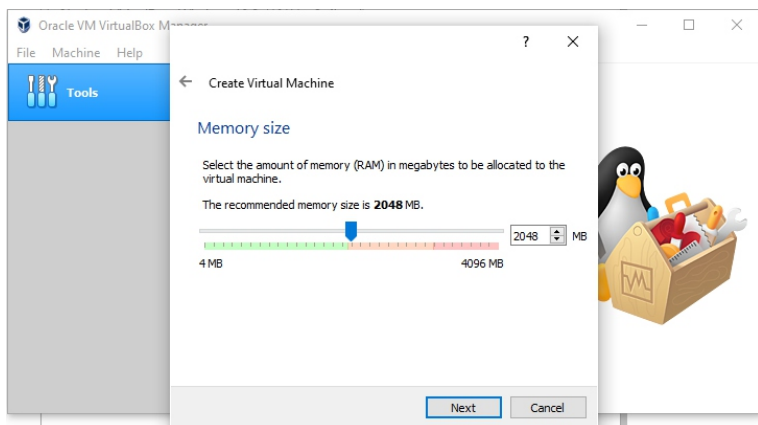 Oracle VM VirtualBox Manager
File Machine Help
Tools
?
Create Virtual Machine
Memory size
Select the amount of memory (RAM) in megabytes to be allocated to the
virtual machine.
The recommended memory size is 2048 MB.
2048 MB
4 MB 4096 MB
Next Cancel